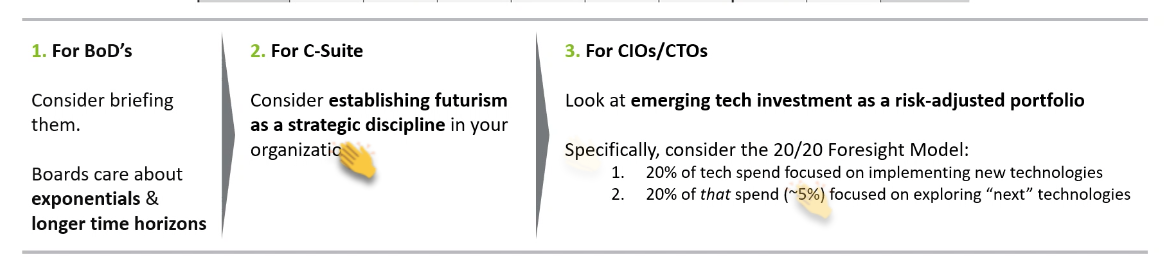 1. For BoD's
Consider briefing
them.
Boards care about
exponentials &
longer time horizons
2. For C-Suite
Consider establishing futurism
as a strategic discipline in your
organizatio
3. For CIOs/CTOs
Look at emerging tech investment as a risk-adjusted portfolio
Specifically, consider the 20/20 Foresight Model:
1. 20% of tech spend focused on implementing new technologies
2. 20% of that spend (~5%) focused on exploring “next” technologies